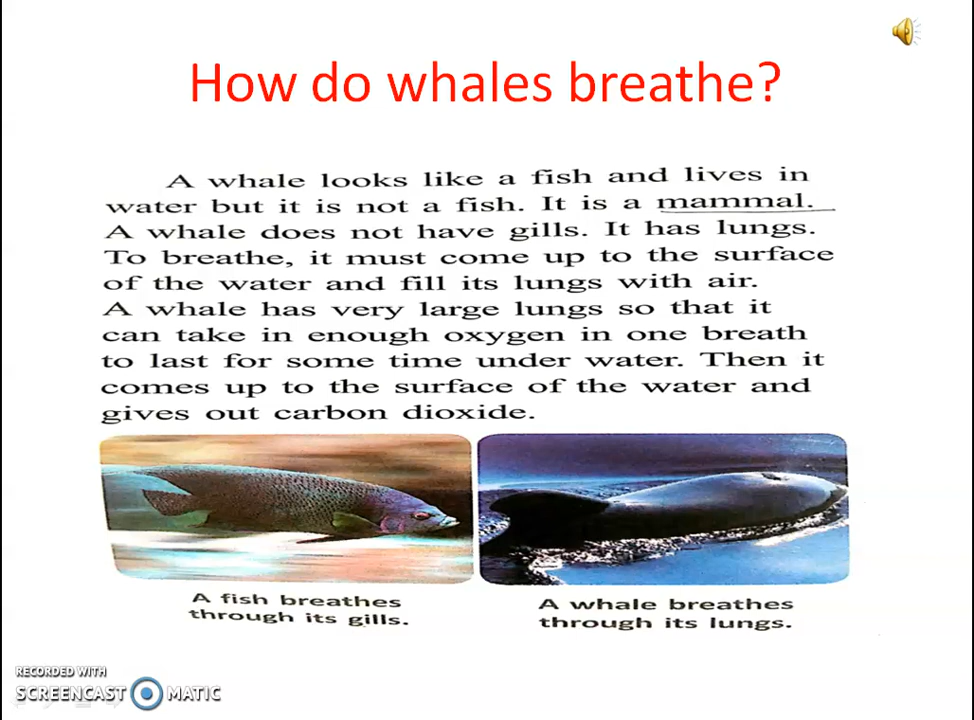 How do whales breathe?
A whale looks like a fish and lives in
water but it is not a fish. It is a mammal.
A whale does not have gills. It has lungs.
To breathe, it must come up to the surface
of the water and fill its lungs with air.
A whale has very large lungs so that it
can take in enough oxygen in one breath
to last for some time under water. Then it
comes up to the surface of the water and
gives out carbon dioxide.
A fish breathes
through its gills.
A whale breathes
through its lungs.
RECORDED WITH
SCREENCAST MATIC